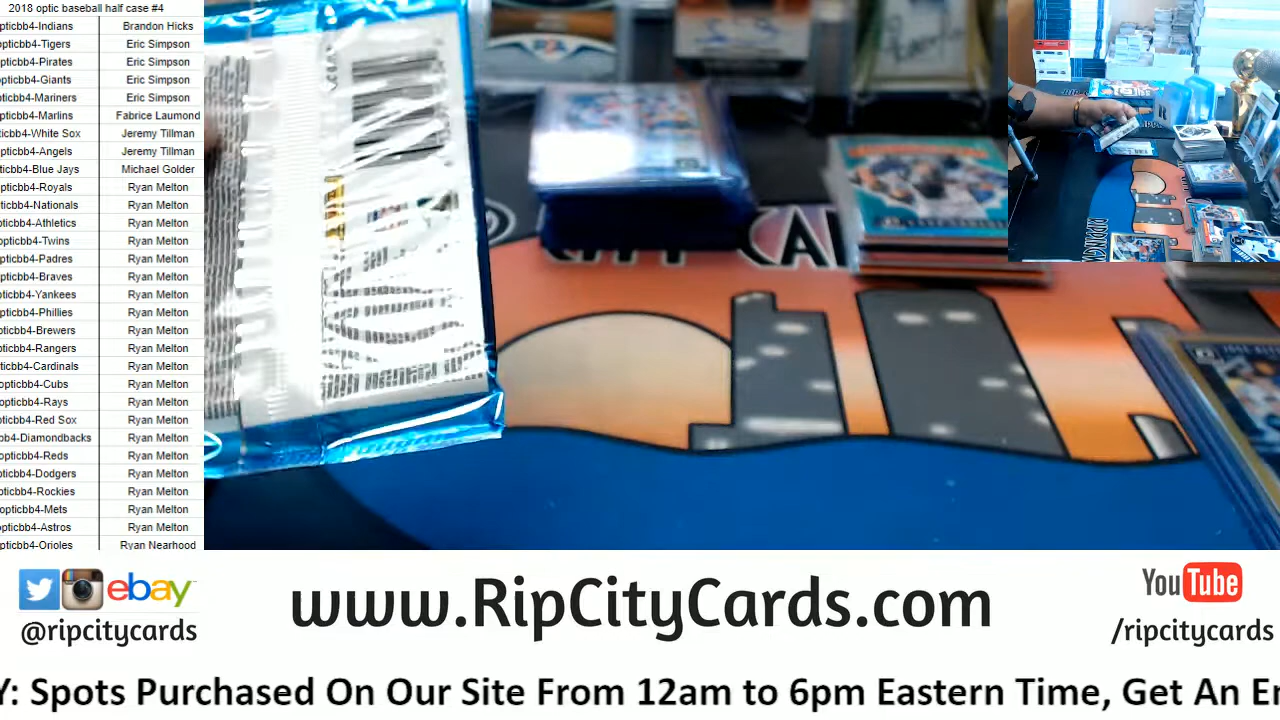 2018 optic baseball half case #4
opticbb4-Indians Brandon Hicks
opticbb4-Tigers Eric Simpson
opticbb4-Pirates Eric Simpson
opticbb4-Giants Eric Simpson
pticbb4-Mariners Eric Simpson
opticbb4-Marlins Fabrice Laumond
ticbb4-White Sox Jeremy Tillman
opticbb4-Angels Jeremy Tillman
ticbb4-Blue Jays Michael Golder
opticbb4-Royals Ryan Melton
pticbb4-Nationals Ryan Melton
pticbb4-Athletics Ryan Melton
opticbb4-Twins Ryan Melton
opticbb4-Padres Ryan Melton
opticbb4-Braves Ryan Melton
pticbb4-Yankees Ryan Melton
opticbb4-Phillies Ryan Melton
pticbb4-Brewers Ryan Melton
pticbb4-Rangers Ryan Melton
ticbb4-Cardinals Ryan Melton
opticbb4-Cubs Ryan Melton
opticbb4-Rays Ryan Melton
ticbb4-Red Sox Ryan Melton
bb4-Diamondbacks Ryan Melton
opticbb4-Reds Ryan Melton
pticbb4-Dodgers Ryan Melton
pticbb4-Rockies Ryan Melton
opticbb4-Mets Ryan Melton
opticbb4-Astros Ryan Melton
pticbb4-Orioles Ryan Nearhood
ebay
@ripcitycards
www.RipCityCards.com
YouTube
/ripcitycards
Y: Spots Purchased On Our Site From 12am to 6pm Eastern Time, Get An En